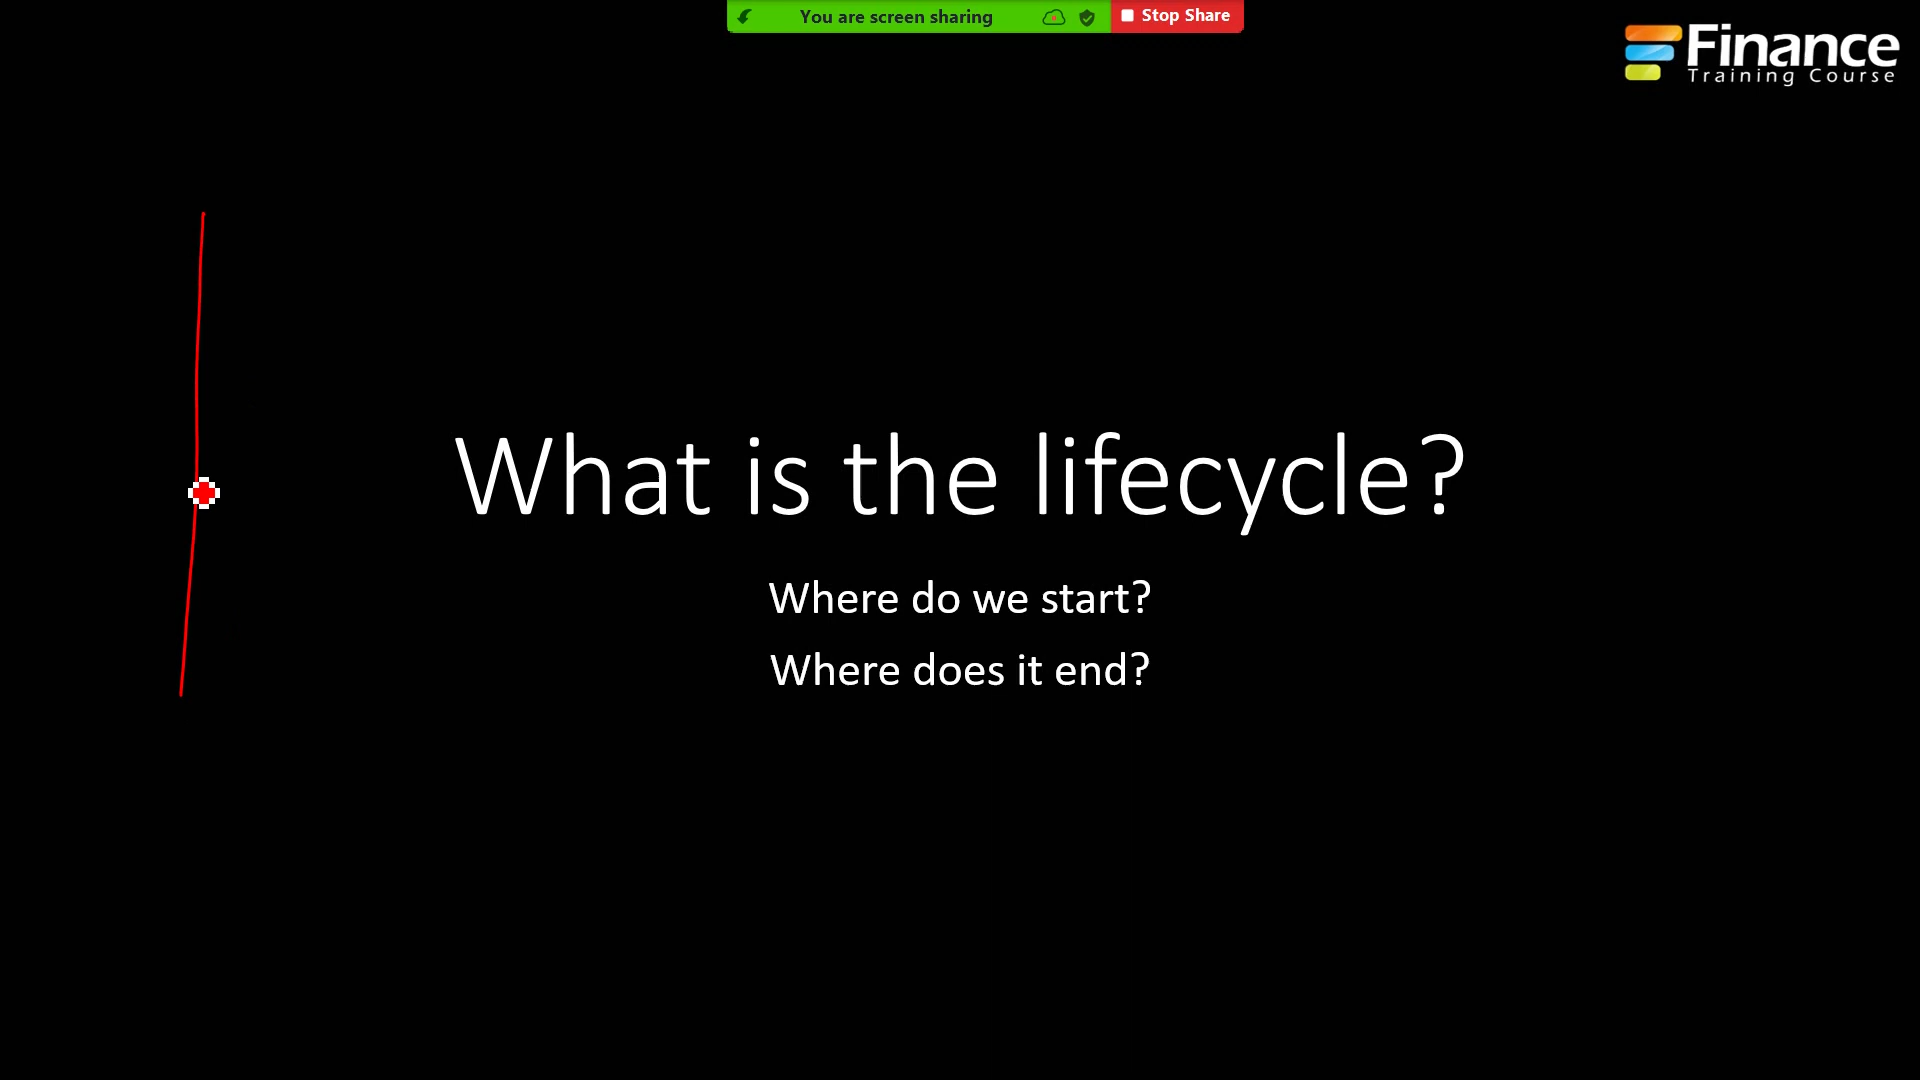 You are screen sharing
Stop Share
Finance
Training Course
What is the lifecycle?
Where do we start?
Where does it end?